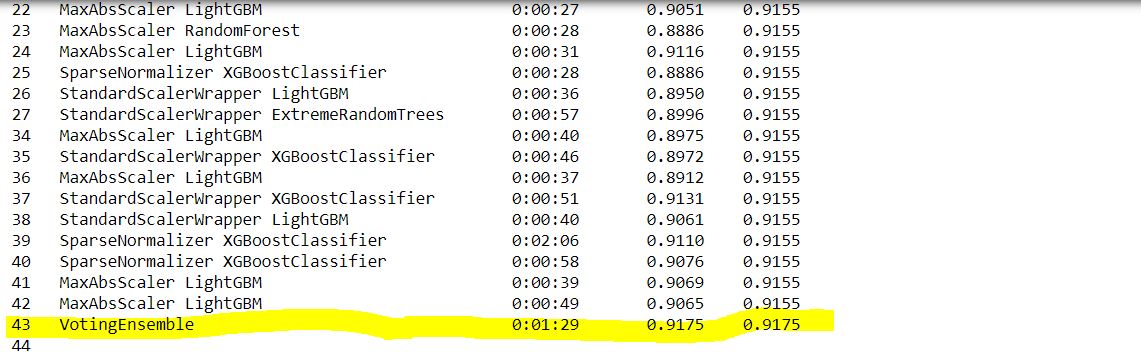 22 MaxAbsScaler LightGBM 0:00:27 0.9051 0.9155
23 MaxAbsScaler RandomForest 0:00:28 0.8886 0.9155
24 MaxAbsScaler LightGBM 0:00:31 0.9116 0.9155
25 SparseNormalizer XGBoostClassifier 0:00:28 0.8886 0.9155
26 StandardScalerWrapper LightGBM 0:00:36 0.8950 0.9155
27 StandardScalerWrapper ExtremeRandomTrees 0:00:57 0.8996 0.9155
34 MaxAbsScaler LightGBM 0:00:40 0.8975 0.9155
35 StandardScalerWrapper XGBoostClassifier 0:00:46 0.8972 0.9155
36 MaxAbsScaler LightGBM 0:00:37 0.8912 0.9155
37 StandardScalerWrapper XGBoostClassifier 0:00:51 0.9131 0.9155
38 StandardScalerWrapper LightGBM 0:00:40 0.9061 0.9155
39 SparseNormalizer XGBoostClassifier 0:02:06 0.9110 0.9155
40 SparseNormalizer XGBoostClassifier 0:00:58 0.9076 0.9155
41 MaxAbsScaler LightGBM 0:00:39 0.9069 0.9155
42 MaxAbsScaler LightGBM 0:00:49 0.9065 0.9155
43 VotingEnsemble 0:01:29 0.9175 0.9175
44